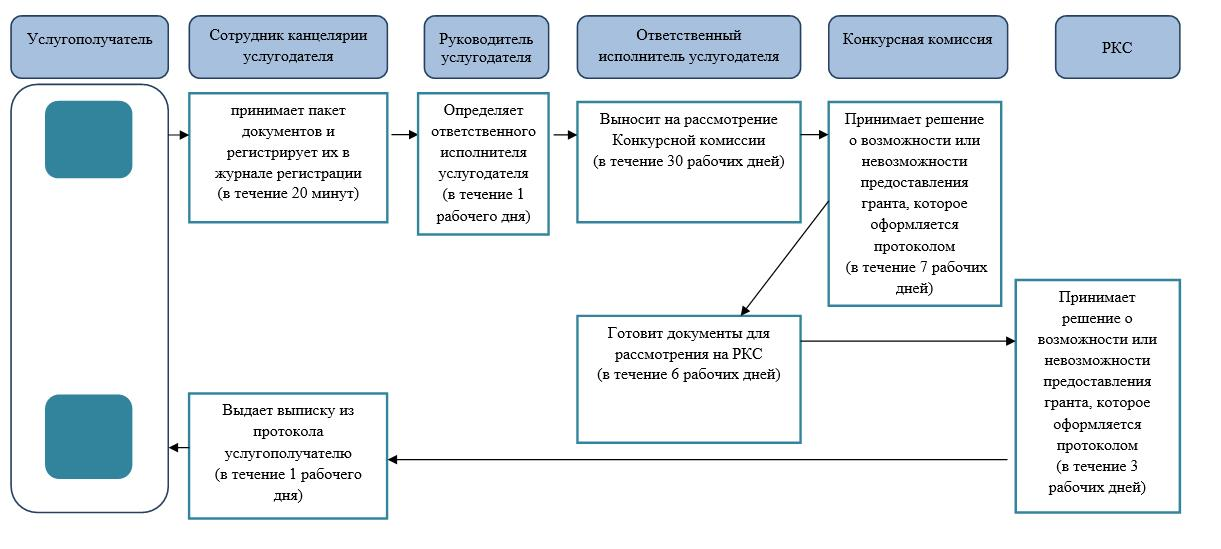 Услугополучатель
Сотрудник канцелярии
услугодателя
Руководитель
услугодателя
Ответственный
исполнитель услугодателя
Конкурсная комиссия
РКС
принимает пакет
документов и
регистрирует их в
журнале регистрации
(в течение 20 минут)
Определяет
ответственного
исполнителя
услугодателя
(в течение 1
рабочего дня)
Выносит на рассмотрение
Конкурсной комиссии
(в течение 30 рабочих дней)
Принимает решение
о возможности или
невозможности
предоставления
гранта, которое
оформляется
протоколом
(в течение 7 рабочих
дней)
Готовит документы для
рассмотрения на РКС
(в течение 6 рабочих дней)
Принимает
решение о
возможности или
невозможности
предоставления
гранта, которое
оформляется
протоколом
(в течение 3
рабочих дней)
Выдает выписку из
протокола
услугополучателю
(в течение 1 рабочего
дня)